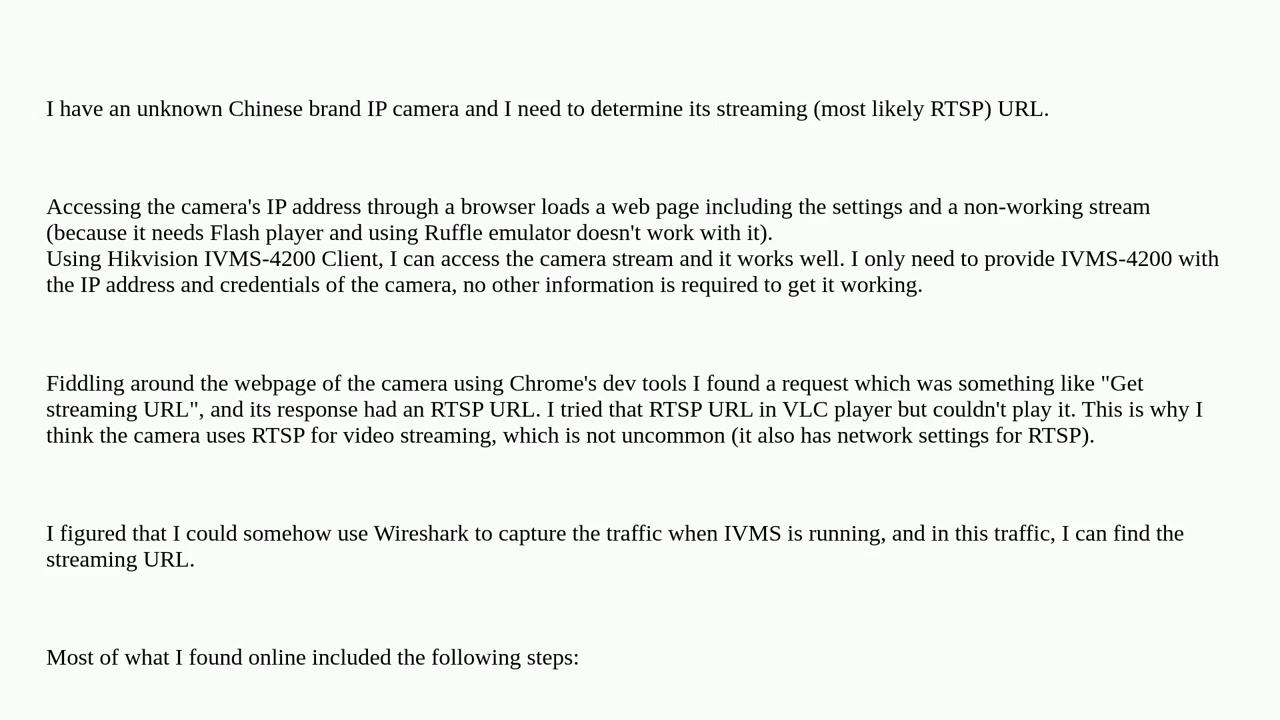 I have an unknown Chinese brand IP camera and I need to determine its streaming (most likely RTSP) URL.
Accessing the camera's IP address through a browser loads a web page including the settings and a non-working stream
(because it needs Flash player and using Ruffle emulator doesn't work with it).
Using Hikvision IVMS-4200 Client, I can access the camera stream and it works well. I only need to provide IVMS-4200 with
the IP address and credentials of the camera, no other information is required to get it working.
Fiddling around the webpage of the camera using Chrome's dev tools I found a request which was something like "Get
streaming URL", and its response had an RTSP URL. I tried that RTSP URL in VLC player but couldn't play it. This is why I
think the camera uses RTSP for video streaming, which is not uncommon (it also has network settings for RTSP).
I figured that I could somehow use Wireshark to capture the traffic when IVMS is running, and in this traffic, I can find the
streaming URL.
Most of what I found online included the following steps: